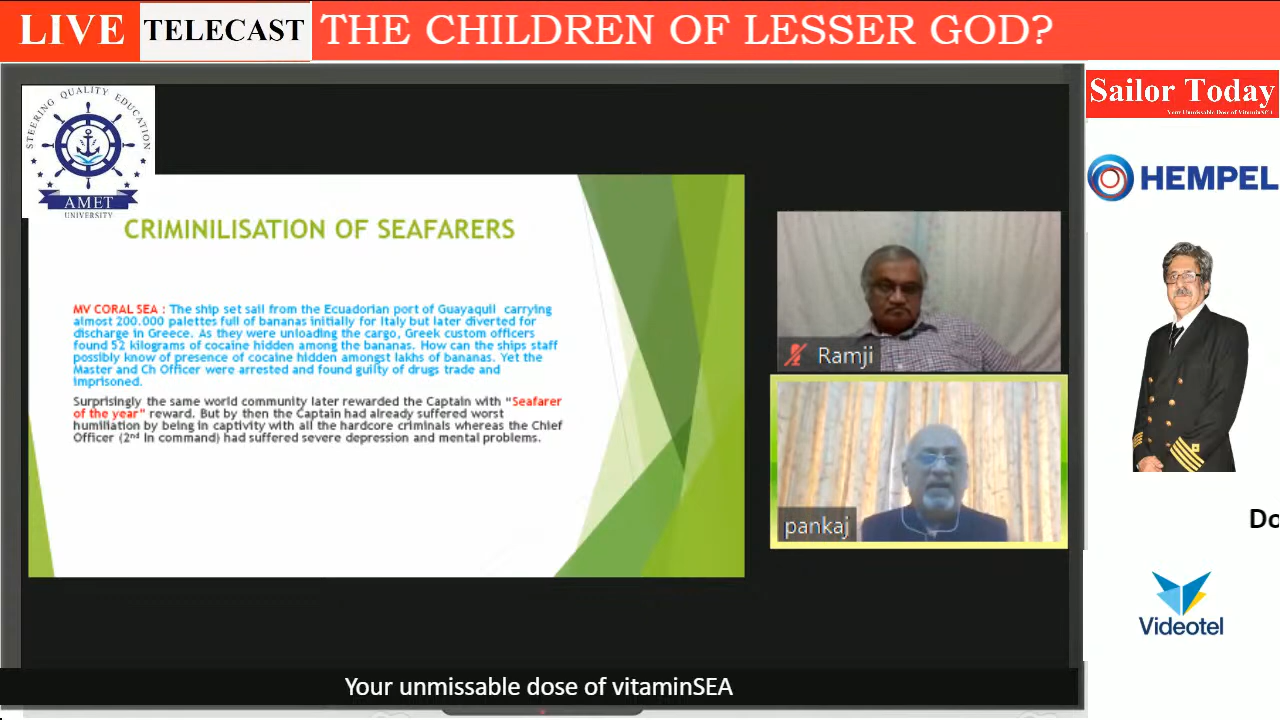 LIVE TELECAST THE CHILDREN OF LESSER GOD?
STEERING QUALITY EDUCATION
AMET
UNIVERSITY
CRIMINILISATION OF SEAFARERS
MV CORAL SEA : The ship set sail from the Ecuadorian port of Guayaquil carrying
almost 200.000 palettes full of bananas initially for Italy but later diverted for
discharge in Greece. As they were unloading the cargo, Greek custom officers
found 52 kilograms of cocaine hidden among the bananas. How can the ships staff
possibly know of presence of cocaine hidden amongst lakhs of bananas. Yet the
Master and Ch Officer were arrested and found guilty of drugs trade and
imprisoned.
Surprisingly the same world community later rewarded the Captain with “Seafarer
of the year” reward. But by then the Captain had already suffered worst
humiliation by being in captivity with all the hardcore criminals whereas the Chief
Officer (2nd in command) had suffered severe depression and mental problems.
Ramji
pankaj
Sailor Today
Your Unmissable Dose of VitaminSEA
HEMPEL
Do
Videotel
Your unmissable dose of vitaminSEA